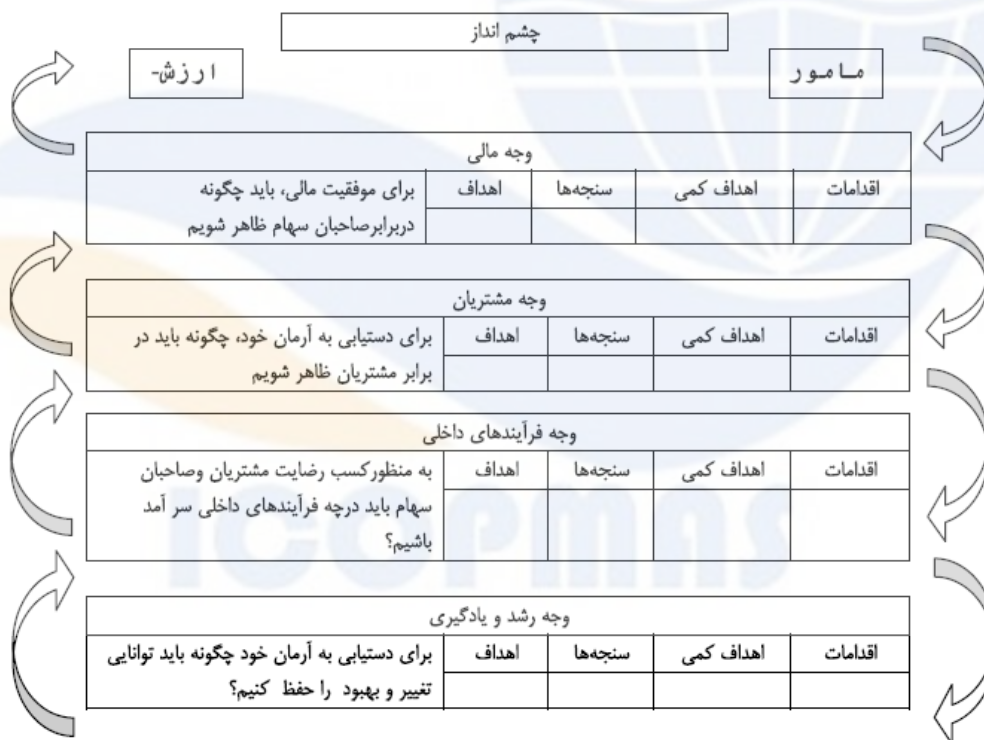 چشم انداز
مـا مـو ر
ا ر ز ش-
وجه مالی
برای موفقیت مالی، باید چگونه
دربرابرصاحبان سهام ظاهر شویم
اهداف
سنجه‌ها
اهداف کمی
اقدامات
وجه مشتریان
برای دستیابی به آرمان خود، چگونه باید در
برابر مشتریان ظاهر شویم
اهداف
سنجه‌ها
اهداف کمی
اقدامات
وجه فرآیندهای داخلی
به منظورکسب رضایت مشتریان وصاحبان
سهام باید درچه فرآیندهای داخلی سر آمد
باشیم؟
اهداف
سنجه‌ها
اهداف کمی
اقدامات
وجه رشد و یادگیری
برای دستیابی به آرمان خود چگونه باید توانایی
تغییر و بهبود را حفظ کنیم؟
اهداف
سنجه‌ها
اهداف کمی
اقدامات
ICOPMAS